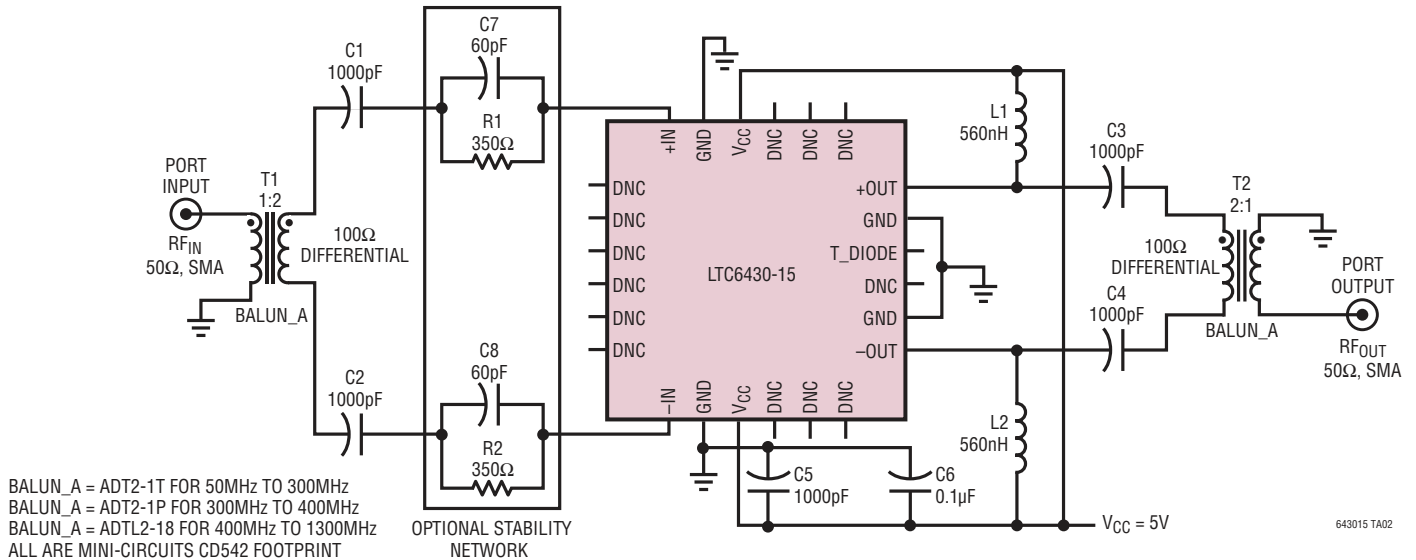 C7
60pF
C1
1000pF
R1
350Ω
PORT
INPUT
T1
1:2
RFIN
50Ω, SMA
100Ω
DIFFERENTIAL
BALUN_A
C8
60pF
C2
1000pF
R2
350Ω
OPTIONAL STABILITY
NETWORK
+IN
GND
VCC
DNC
DNC
DNC
DNC
DNC
DNC
DNC
DNC
DNC
LTC6430-15
+OUT
GND
T_DIODE
DNC
GND
–OUT
–IN
GND
VCC
DNC
DNC
DNC
L1
560nH
C3
1000pF
T2
2:1
100Ω
DIFFERENTIAL
PORT
OUTPUT
C4
1000pF
BALUN_A
RFOUT
50Ω, SMA
L2
560nH
C5
1000pF
C6
0.1µF
VCC = 5V
BALUN_A = ADT2-1T FOR 50MHz TO 300MHz
BALUN_A = ADT2-1P FOR 300MHz TO 400MHz
BALUN_A = ADTL2-18 FOR 400MHz TO 1300MHz
ALL ARE MINI-CIRCUITS CD542 FOOTPRINT
643015 TA02